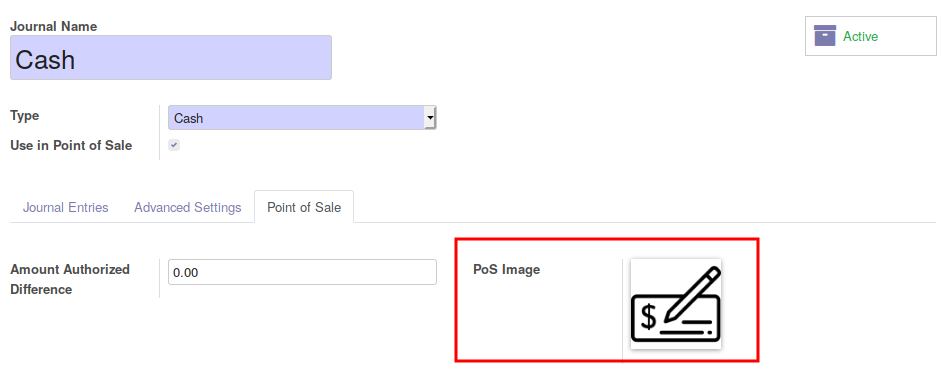 Journal Name
Cash
Active
Type
Cash
Use in Point of Sale
Journal Entries
Advanced Settings
Point of Sale
Amount Authorized
Difference
0.00
PoS Image
$